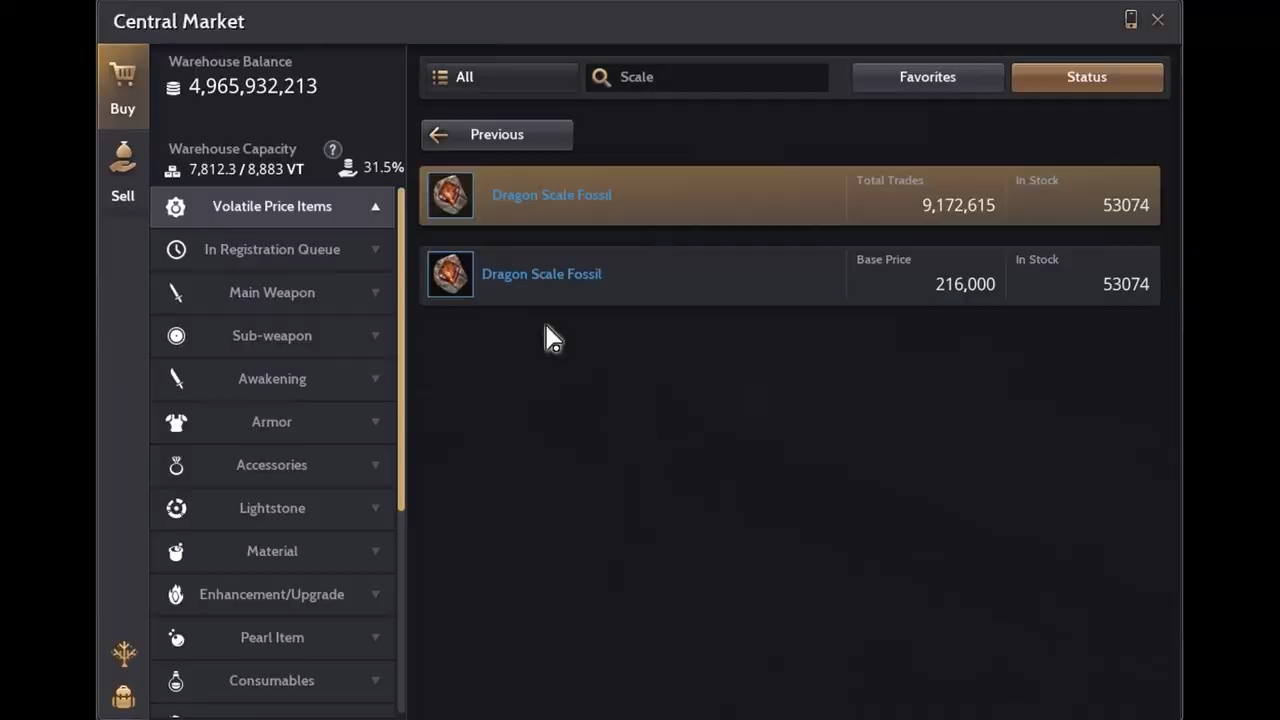 Central Market
Buy
Sell
Warehouse Balance
4,965,932,213
Warehouse Capacity ?
7,812.3 / 8,883 VT 31.5%
Volatile Price Items
In Registration Queue
Main Weapon
Sub-weapon
Awakening
Armor
Accessories
Lightstone
Material
Enhancement/Upgrade
Pearl Item
Consumables
All
Scale
Favorites
Status
Previous
Dragon Scale Fossil
Total Trades
9,172,615
In Stock
53074
Dragon Scale Fossil
Base Price
216,000
In Stock
53074